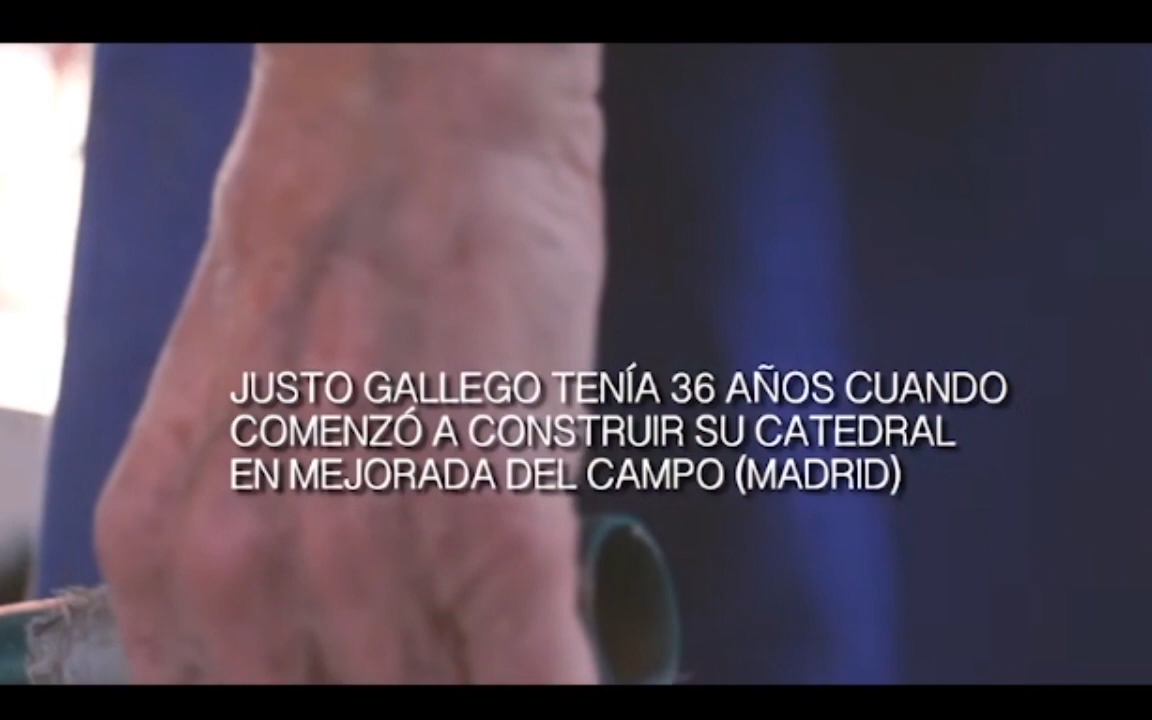 JUSTO GALLEGO TENÍA 36 AÑOS CUANDO
COMENZÓ A CONSTRUIR SU CATEDRAL
EN MEJORADA DEL CAMPO (MADRID)